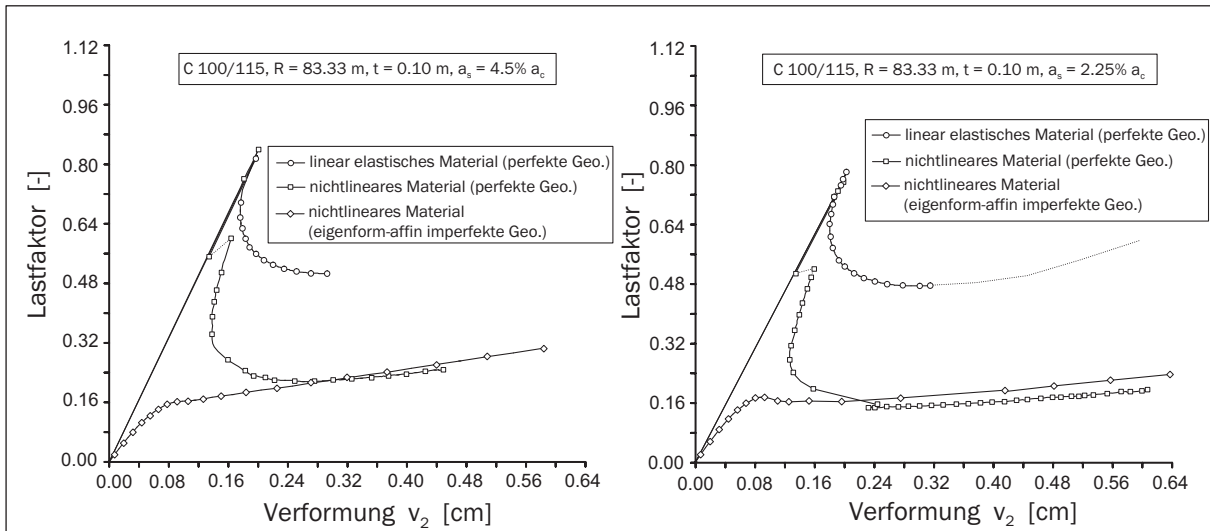 C 100/115, R = 83.33 m, t = 0.10 m, a_s = 4.5% a_c
linear elastisches Material (perfekte Geo.)
nichtlineares Material (perfekte Geo.)
nichtlineares Material
(eigenform-affin imperfekte Geo.)
Lastfaktor [-]
1.12
0.96
0.80
0.64
0.48
0.32
0.16
0.00
0.00 0.08 0.16 0.24 0.32 0.40 0.48 0.56 0.64
Verformung v_2 [cm]
C 100/115, R = 83.33 m, t = 0.10 m, a_s = 2.25% a_c
linear elastisches Material (perfekte Geo.)
nichtlineares Material (perfekte Geo.)
nichtlineares Material
(eigenform-affin imperfekte Geo.)
Lastfaktor [-]
1.12
0.96
0.80
0.64
0.48
0.32
0.16
0.00
0.00 0.08 0.16 0.24 0.32 0.40 0.48 0.56 0.64
Verformung v_2 [cm]